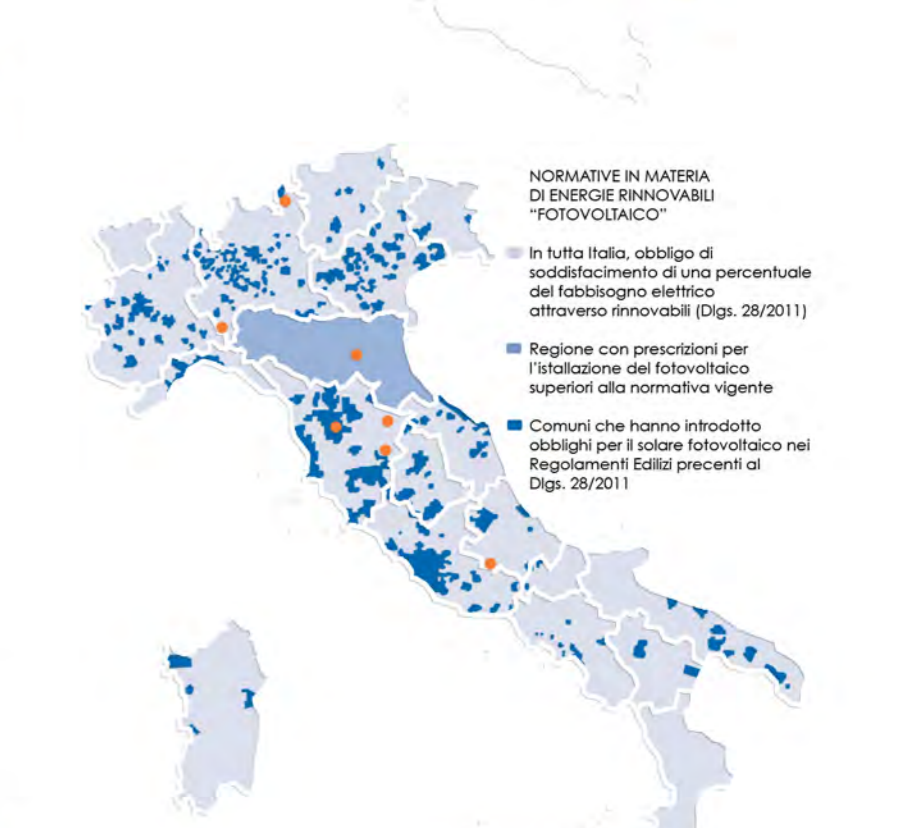 NORMATIVE IN MATERIA
DI ENERGIE RINNOVABILI
“FOTOVOLTAICO”
In tutta Italia, obbligo di
soddisfacimento di una percentuale
del fabbisogno elettrico
attraverso rinnovabili (Dlgs. 28/2011)
Regione con prescrizioni per
l'istallazione del fotovoltaico
superiori alla normativa vigente
Comuni che hanno introdotto
obblighi per il solare fotovoltaico nei
Regolamenti Edilizi precenti al
Dlgs. 28/2011